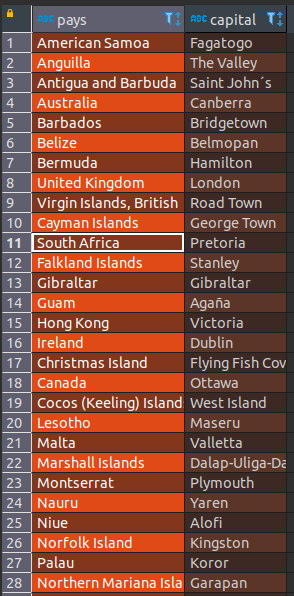 ABC pays ABC capital
1 American Samoa Fagatogo
2 Anguilla The Valley
3 Antigua and Barbuda Saint John´s
4 Australia Canberra
5 Barbados Bridgetown
6 Belize Belmopan
7 Bermuda Hamilton
8 United Kingdom London
9 Virgin Islands, British Road Town
10 Cayman Islands George Town
11 South Africa Pretoria
12 Falkland Islands Stanley
13 Gibraltar Gibraltar
14 Guam Agaña
15 Hong Kong Victoria
16 Ireland Dublin
17 Christmas Island Flying Fish Cov
18 Canada Ottawa
19 Cocos (Keeling) Island West Island
20 Lesotho Maseru
21 Malta Valletta
22 Marshall Islands Dalap-Uliga-Da
23 Montserrat Plymouth
24 Nauru Yaren
25 Niue Alofi
26 Norfolk Island Kingston
27 Palau Koror
28 Northern Mariana Isla Garapan